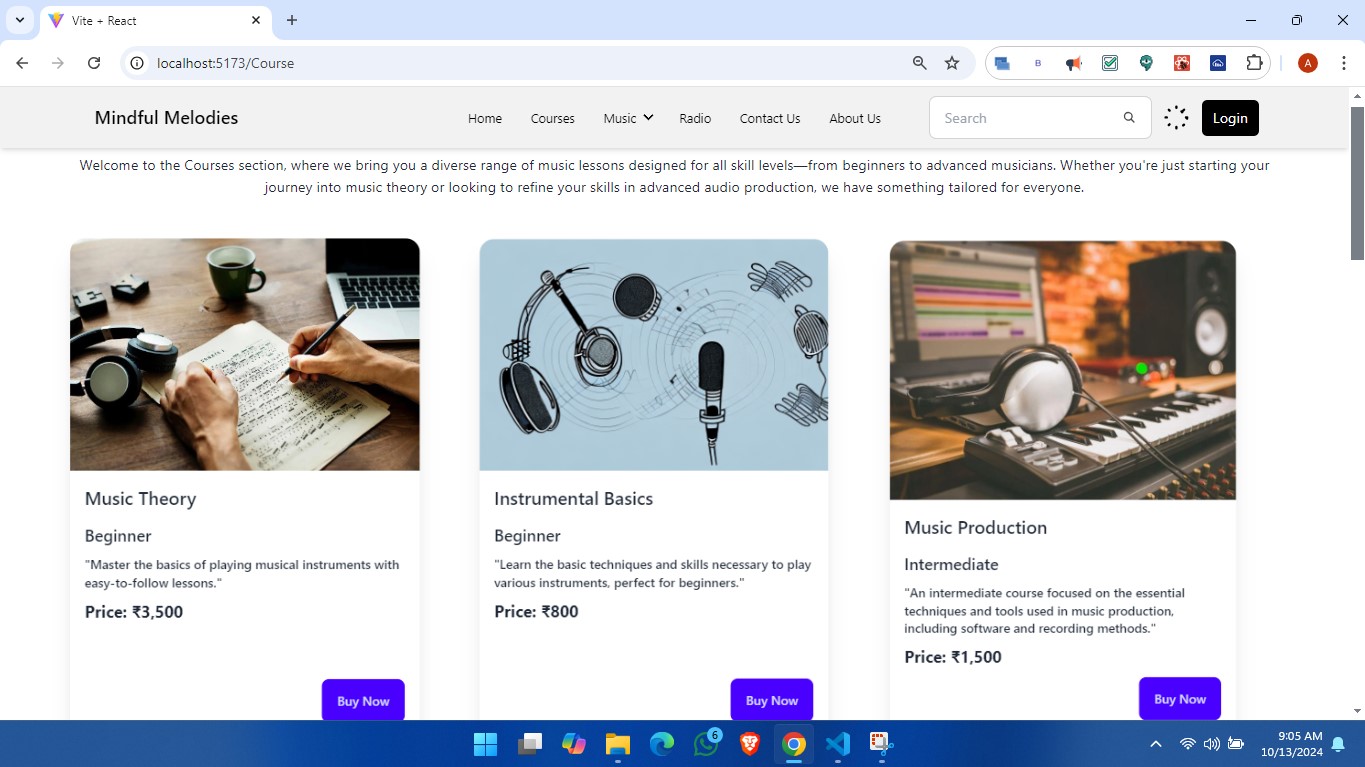 Vite + React
localhost:5173/Course
B
A
Mindful Melodies
Home
Courses
Music
Radio
Contact Us
About Us
Search
Login
Welcome to the Courses section, where we bring you a diverse range of music lessons designed for all skill levels—from beginners to advanced musicians. Whether you're just starting your
journey into music theory or looking to refine your skills in advanced audio production, we have something tailored for everyone.
Music Theory
Beginner
"Master the basics of playing musical instruments with
easy-to-follow lessons."
Price: ₹3,500
Buy Now
Instrumental Basics
Beginner
"Learn the basic techniques and skills necessary to play
various instruments, perfect for beginners."
Price: ₹800
Buy Now
Music Production
Intermediate
"An intermediate course focused on the essential
techniques and tools used in music production,
including software and recording methods."
Price: ₹1,500
Buy Now
6
9:05 AM
10/13/2024